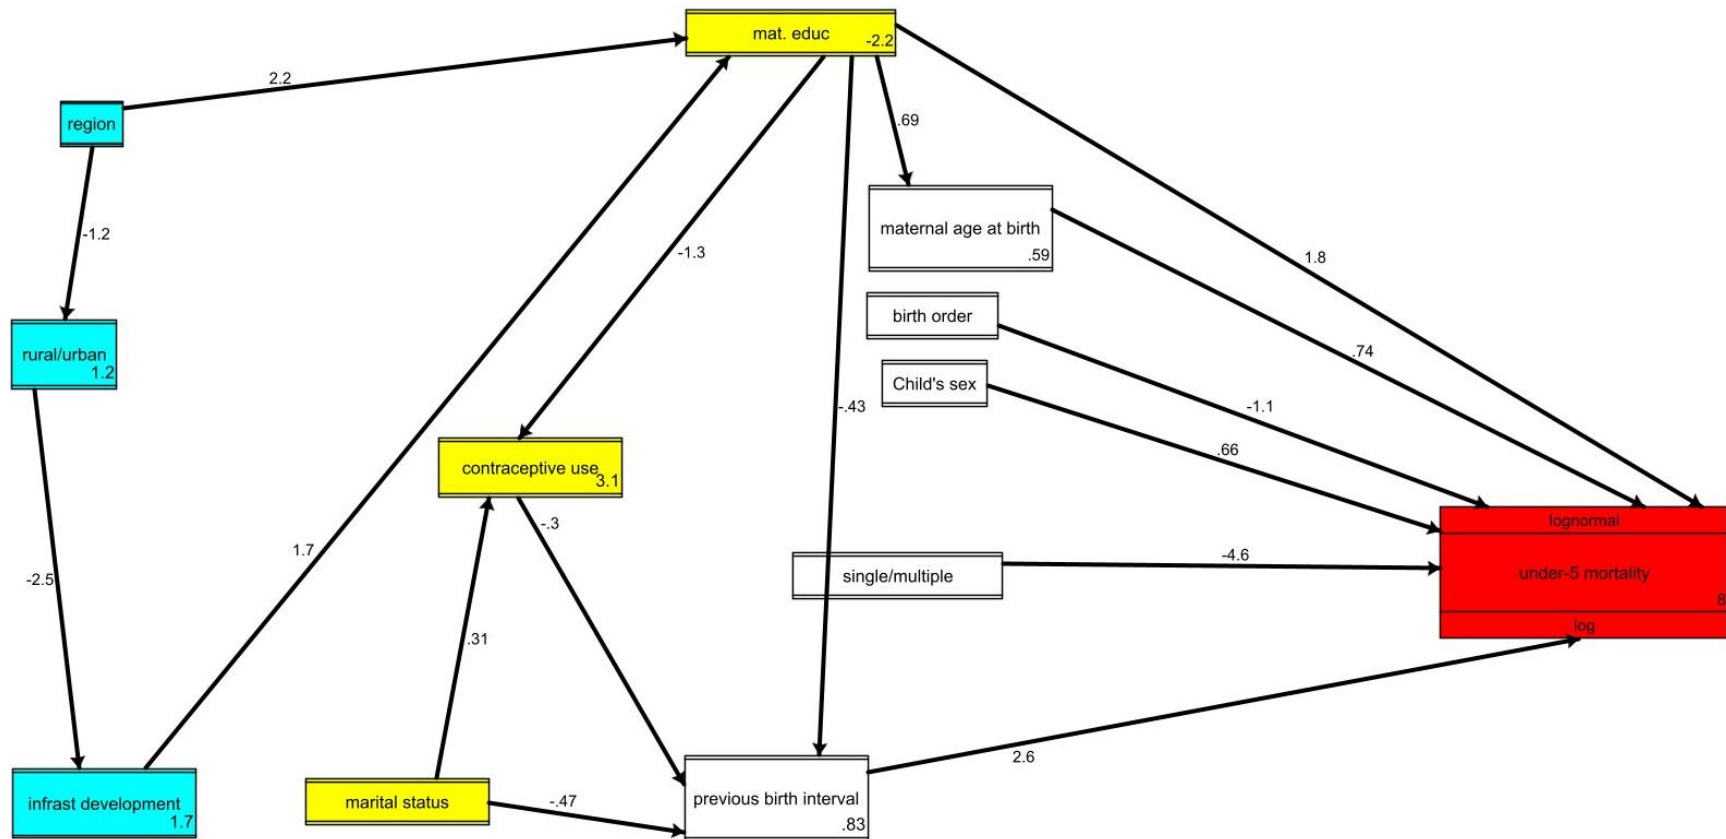 mat. educ
-2.2
2.2
region
.69
-1.2
maternal age at birth
.59
-1.3
1.8
birth order
rural/urban
1.2
.74
Child's sex
-.43
-1.1
.66
contraceptive use
3.1
-.3
lognormal
1.7
-4.6
single/multiple
under-5 mortality
8
-2.5
log
.31
2.6
infrast development
1.7
marital status
-.47
previous birth interval
.83